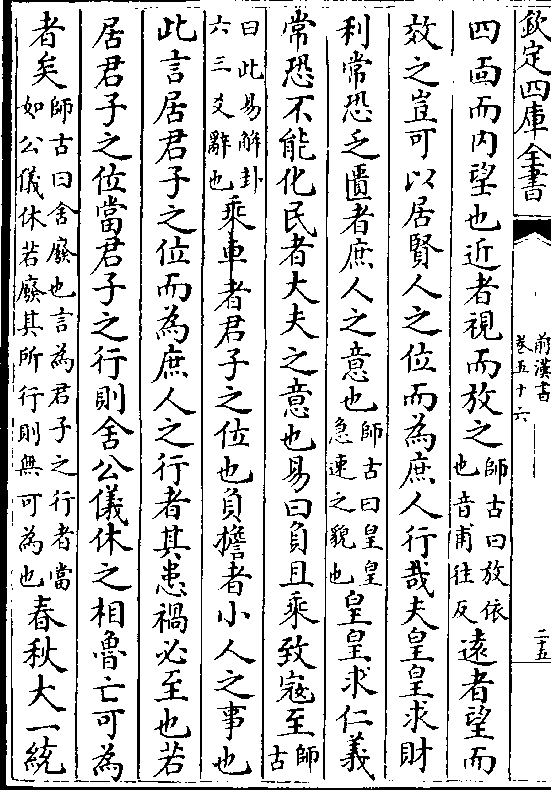 欽定四庫全書
前漢書
卷五十六
二五
四面而内望也近者視而放之師古曰放依也音甫往反遠者望而
效之豈可以居賢人之位而為庶人行哉夫皇皇求財
利常恐乏匱者庶人之意也師古曰皇皇急速之貌也皇皇求仁義
常恐不能化民者大夫之意也易曰負且乘致寇至師古
曰此易解卦六三爻辭也乘車者君子之位也負擔者小人之事也
此言居君子之位而為庶人之行者其患禍必至也若
居君子之位當君子之行則舍公儀休之相魯亡可為
者矣師古曰舍廢也言為君子之行者當如公儀休若廢其所行則無可為也春秋大一統